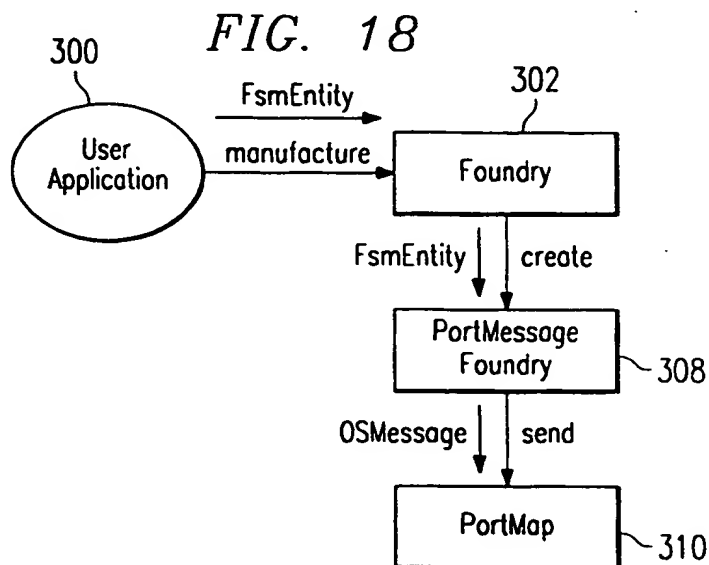 FIG. 18
300
FsmEntity
302
User
Application
manufacture
Foundry
FsmEntity
create
PortMessage
Foundry
308
OSMessage
send
PortMap
310